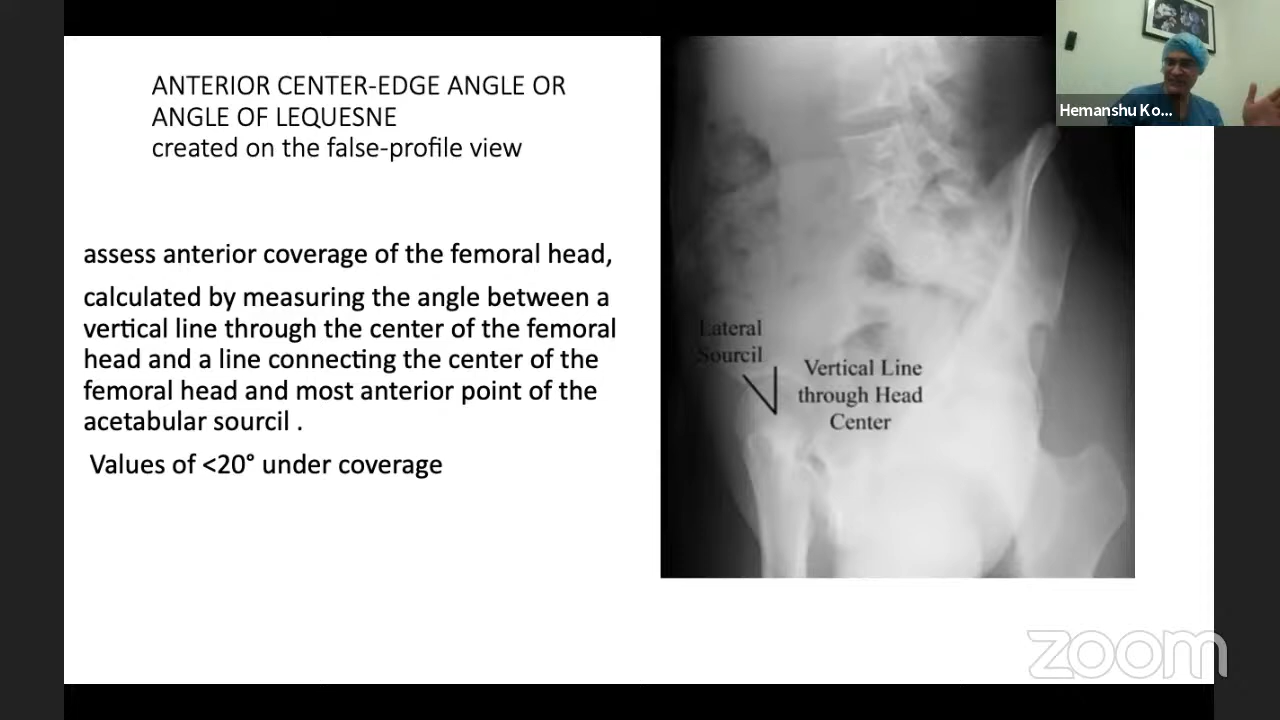 ANTERIOR CENTER-EDGE ANGLE OR
ANGLE OF LEQUESNE
created on the false-profile view
assess anterior coverage of the femoral head,
calculated by measuring the angle between a
vertical line through the center of the femoral
head and a line connecting the center of the
femoral head and most anterior point of the
acetabular sourcil .
Values of <20° under coverage
Lateral
Sourcil
Vertical Line
through Head
Center
Hemanshu Ko...
zoom